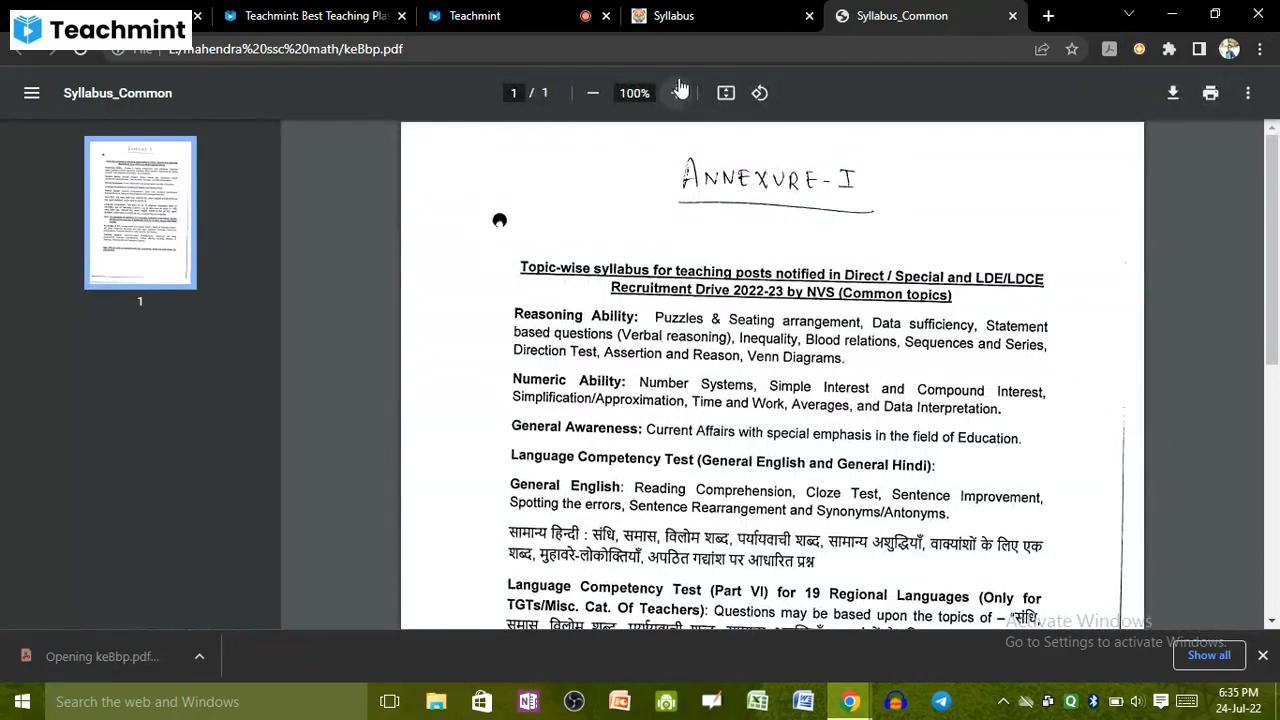 Teachmint
Teachmint: Best Teaching Pla
Teachmint
Syllabus
Syllabus_Common
File
E:/mahendra%20ssc%20math/keBbp.pdf
Syllabus_Common
1 / 1
100%
1
ANNEXURE-I
Topic-wise syllabus for teaching posts notified in Direct / Special and LDE/LDCE
Recruitment Drive 2022-23 by NVS (Common topics)
Reasoning Ability: Puzzles & Seating arrangement, Data sufficiency, Statement
based questions (Verbal reasoning), Inequality, Blood relations, Sequences and Series,
Direction Test, Assertion and Reason, Venn Diagrams.
Numeric Ability: Number Systems, Simple Interest and Compound Interest,
Simplification/Approximation, Time and Work, Averages, and Data Interpretation.
General Awareness: Current Affairs with special emphasis in the field of Education.
Language Competency Test (General English and General Hindi):
General English: Reading Comprehension, Cloze Test, Sentence Improvement,
Spotting the errors, Sentence Rearrangement and Synonyms/Antonyms.
सामान्य हिन्दी : संधि, समास, विलोम शब्द, पर्यायवाची शब्द, सामान्य अशुद्धियाँ, वाक्यांशों के लिए एक
शब्द, मुहावरे-लोकोक्तियाँ, अपठित गद्यांश पर आधारित प्रश्न
Language Competency Test (Part VI) for 19 Regional Languages (Only for
TGTs/Misc. Cat. Of Teachers): Questions may be based upon the topics of – "संधि,
समास, विलोम शब्द, पर्यायवाची शब्द,
Activate Windows
Go to Settings to activate Windows.
Opening keBbp.pdf...
Show all
Search the web and Windows
6:35 PM
24-Jul-22